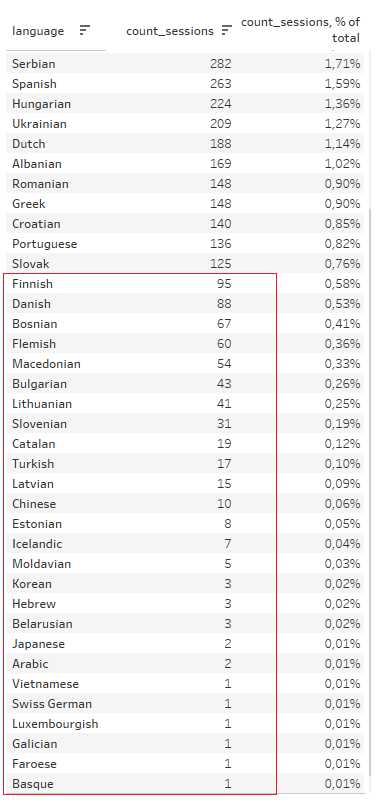 language count_sessions count_sessions, % of total
Serbian 282 1,71%
Spanish 263 1,59%
Hungarian 224 1,36%
Ukrainian 209 1,27%
Dutch 188 1,14%
Albanian 169 1,02%
Romanian 148 0,90%
Greek 148 0,90%
Croatian 140 0,85%
Portuguese 136 0,82%
Slovak 125 0,76%
Finnish 95 0,58%
Danish 88 0,53%
Bosnian 67 0,41%
Flemish 60 0,36%
Macedonian 54 0,33%
Bulgarian 43 0,26%
Lithuanian 41 0,25%
Slovenian 31 0,19%
Catalan 19 0,12%
Turkish 17 0,10%
Latvian 15 0,09%
Chinese 10 0,06%
Estonian 8 0,05%
Icelandic 7 0,04%
Moldavian 5 0,03%
Korean 3 0,02%
Hebrew 3 0,02%
Belarusian 3 0,02%
Japanese 2 0,01%
Arabic 2 0,01%
Vietnamese 1 0,01%
Swiss German 1 0,01%
Luxembourgish 1 0,01%
Galician 1 0,01%
Faroese 1 0,01%
Basque 1 0,01%